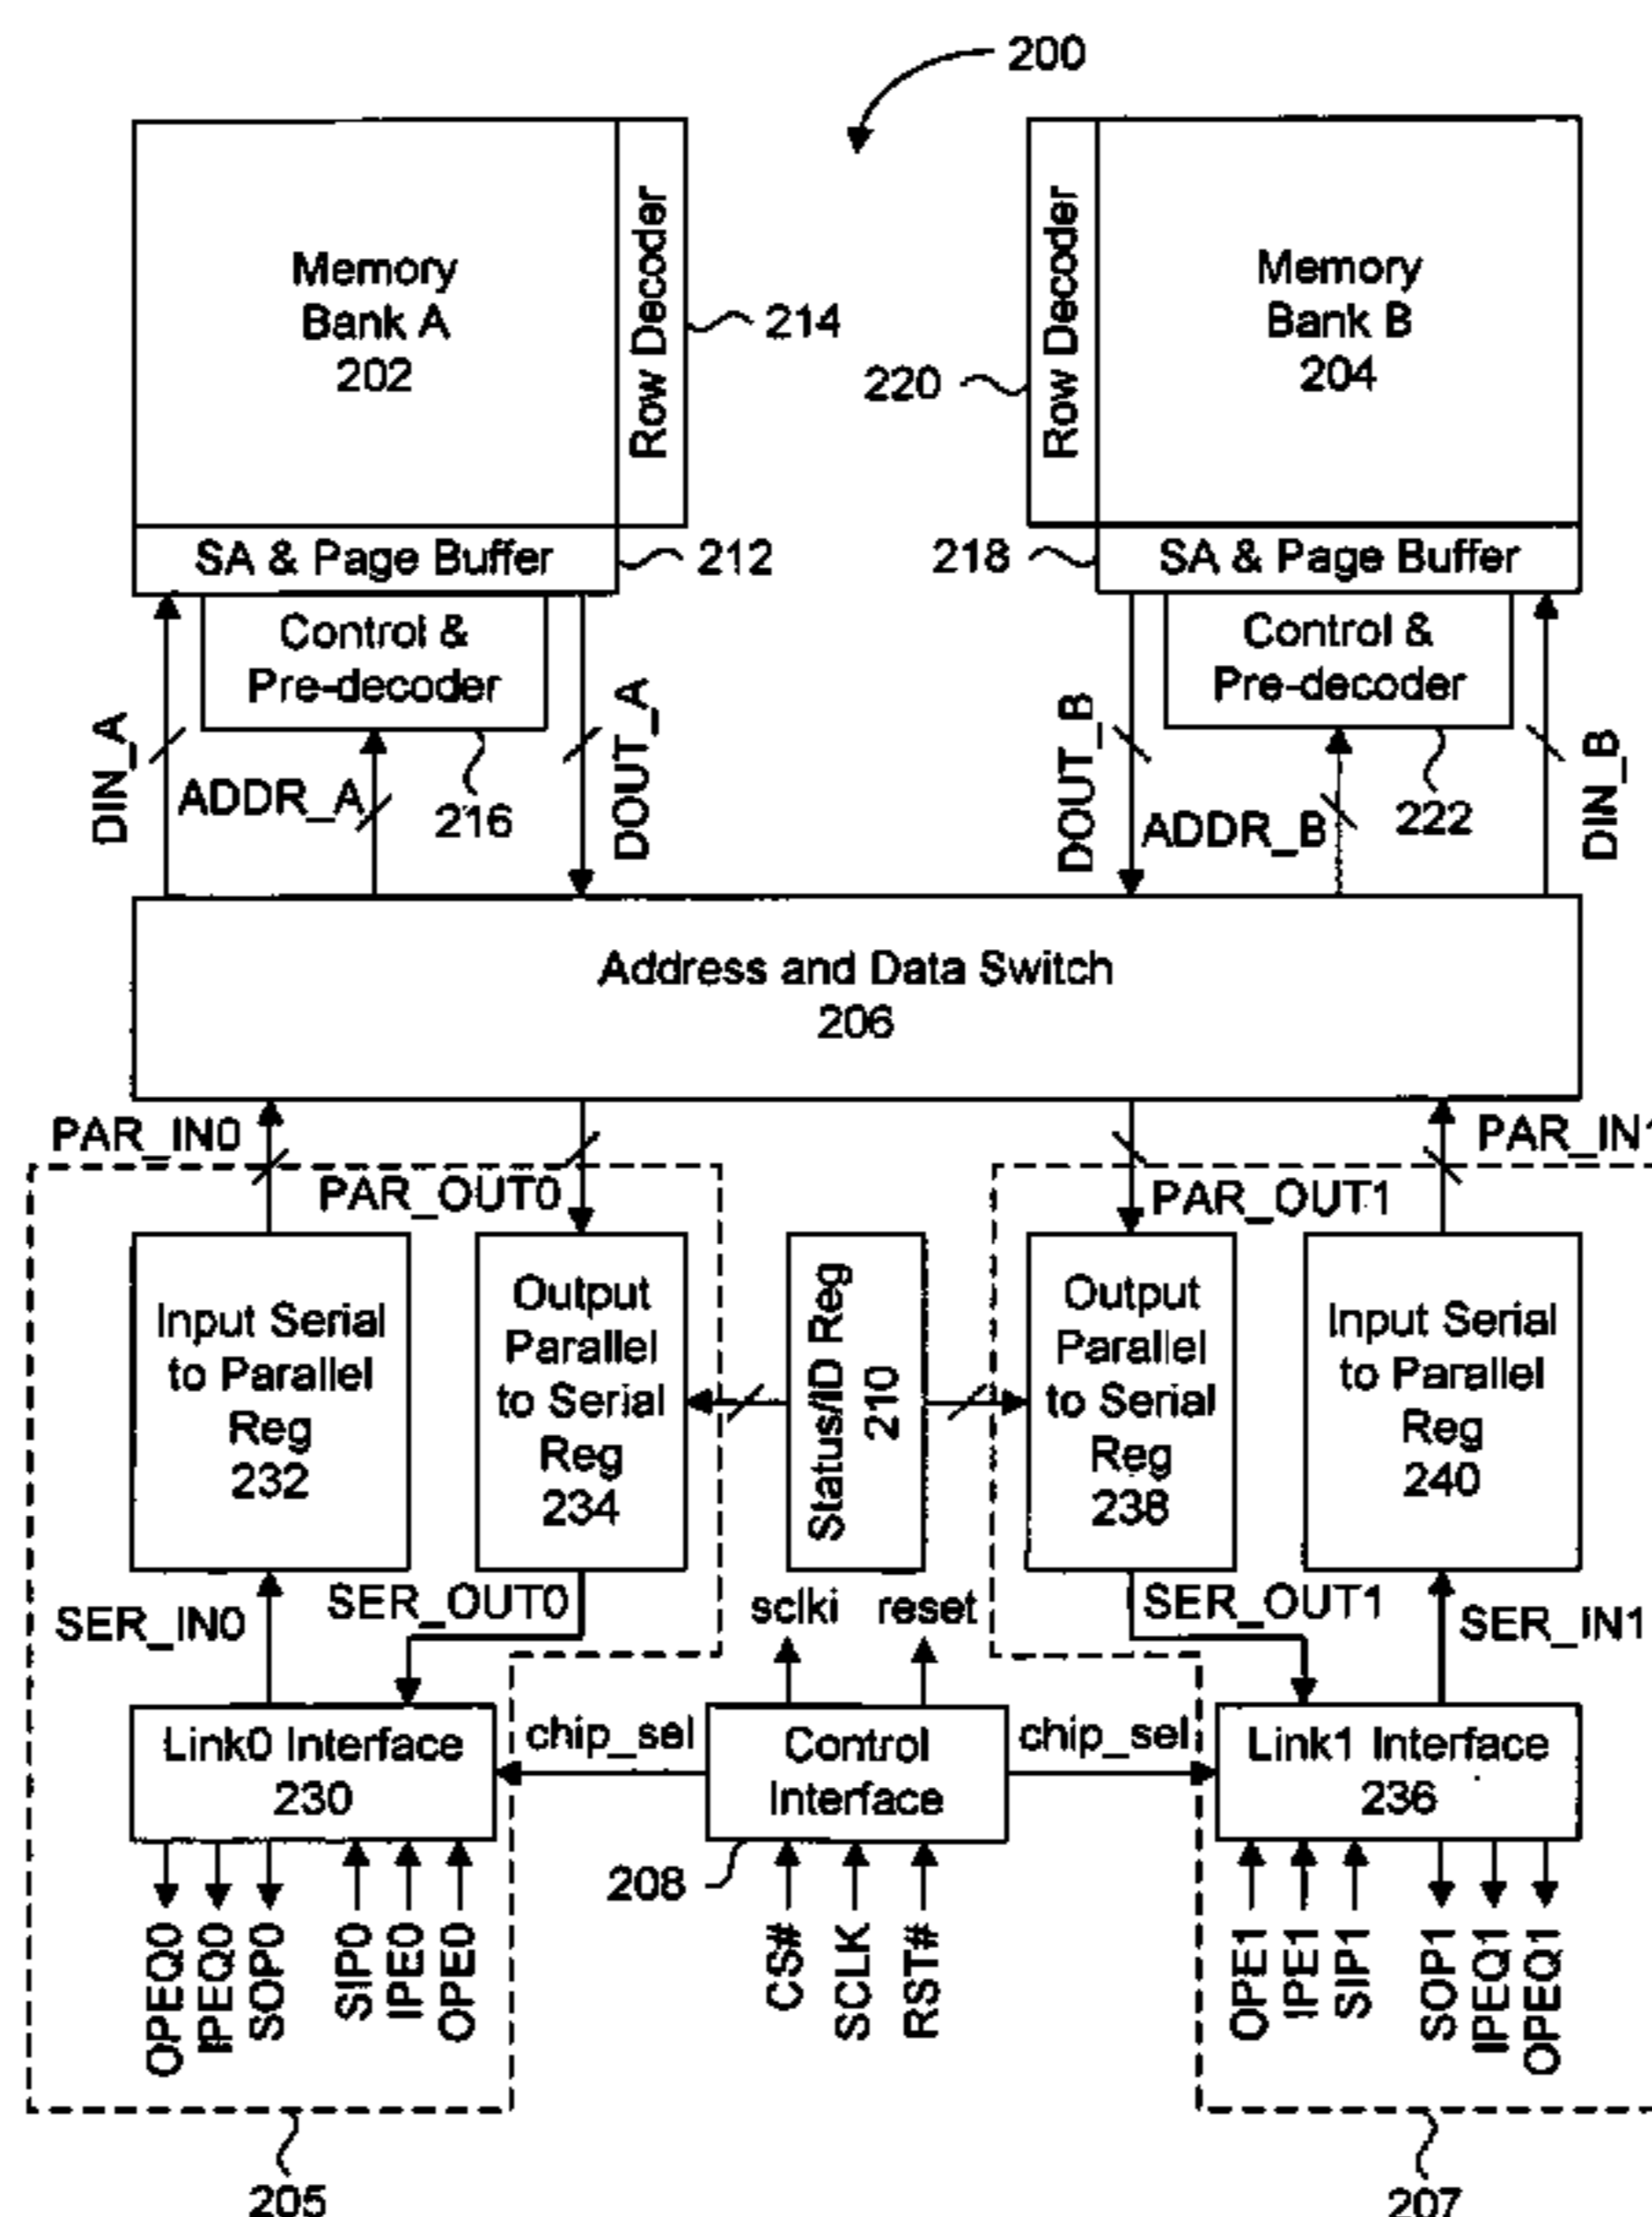 200
Memory
Bank A
202
Row Decoder
214
220
Row Decoder
Memory
Bank B
204
SA & Page Buffer
212
218
SA & Page Buffer
Control &
Pre-decoder
216
DIN_A
ADDR_A
DOUT_A
DOUT_B
ADDR_B
Control &
Pre-decoder
222
DIN_B
Address and Data Switch
206
PAR_IN0
PAR_OUT0
PAR_OUT1
PAR_IN1
Input Serial
to Parallel
Reg
232
Output
Parallel
to Serial
Reg
234
Status/ID Reg
210
Output
Parallel
to Serial
Reg
238
Input Serial
to Parallel
Reg
240
SER_IN0
SER_OUT0
sclki
reset
SER_OUT1
SER_IN1
Link0 Interface
230
chip_sel
Control
Interface
208
chip_sel
Link1 Interface
236
OPEQ0
IPEQ0
SOP0
SIP0
IPE0
OPE0
CS#
SCLK
RST#
OPE1
IPE1
SIP1
SOP1
IPEQ1
OPEQ1
205
207